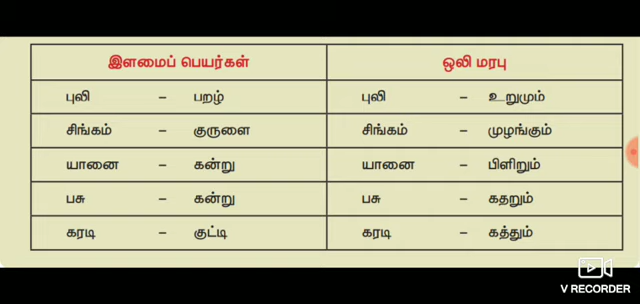 இளமைப் பெயர்கள் ஒலி மரபு
புலி – பறழ் புலி – உறுமும்
சிங்கம் – குருளை சிங்கம் – முழங்கும்
யானை – கன்று யானை – பிளிறும்
பசு – கன்று பசு – கதறும்
கரடி – குட்டி கரடி – கத்தும்
V RECORDER